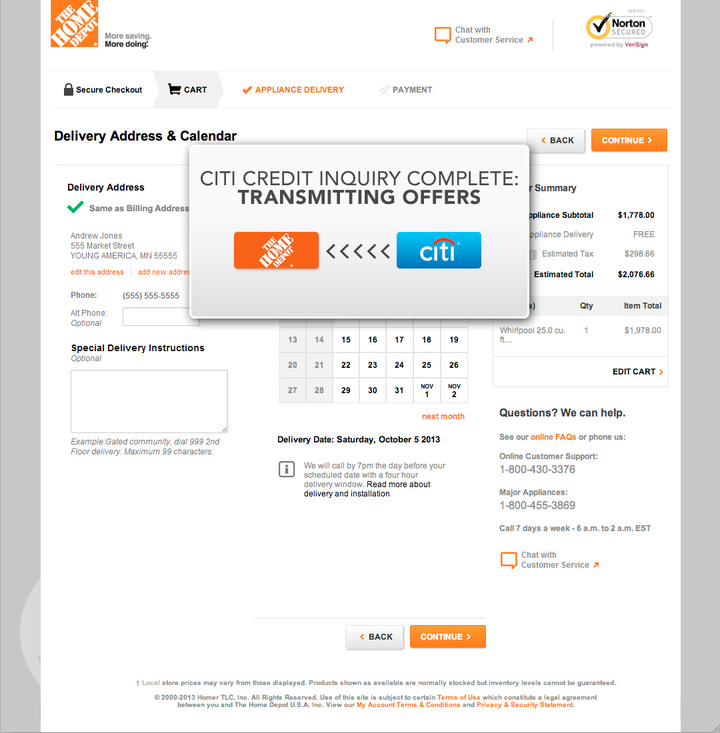 THE HOME DEPOT
More saving.
More doing.
Chat with
Customer Service
VERIFY›
Norton
SECURED
powered by VeriSign
Secure Checkout
CART
APPLIANCE DELIVERY
PAYMENT
Delivery Address & Calendar
BACK
CONTINUE
CITI CREDIT INQUIRY COMPLETE:
TRANSMITTING OFFERS
THE HOME DEPOT
citi
Delivery Address
Same as Billing Address
Andrew Jones
555 Market Street
YOUNG AMERICA, MN 55555
edit this address
add new
Phone: (555) 555-5555
Alt Phone:
Optional
Special Delivery Instructions
Optional
Example:Gated community, dial 999 2nd
Floor delivery. Maximum 99 characters.
13 14 15 16 17 18 19
20 21 22 23 24 25 26
27 28 29 30 31 NOV 1 NOV 2
next month
Delivery Date: Saturday, October 5 2013
We will call by 7pm the day before your
scheduled date with a four hour
delivery window. Read more about
delivery and installation
Summary
ppliance Subtotal $1,778.00
ppliance Delivery FREE
Estimated Tax $298.66
Estimated Total $2,076.66
Qty Item Total
Whirlpool 25.0 cu. 1 $1,978.00
ft....
EDIT CART
Questions? We can help.
See our online FAQs or phone us:
Online Customer Support:
1-800-430-3376
Major Appliances:
1-800-455-3869
Call 7 days a week - 6 a.m. to 2 a.m. EST
Chat with
Customer Service
BACK
CONTINUE
† Local store prices may vary from those displayed. Products shown as available are normally stocked but inventory levels cannot be guaranteed.
© 2000-2013 Homer TLC, Inc. All Rights Reserved. Use of this site is subject to certain Terms of Use which constitute a legal agreement
between you and The Home Depot U.S.A. Inc. View our My Account Terms & Conditions and Privacy & Security Statement.